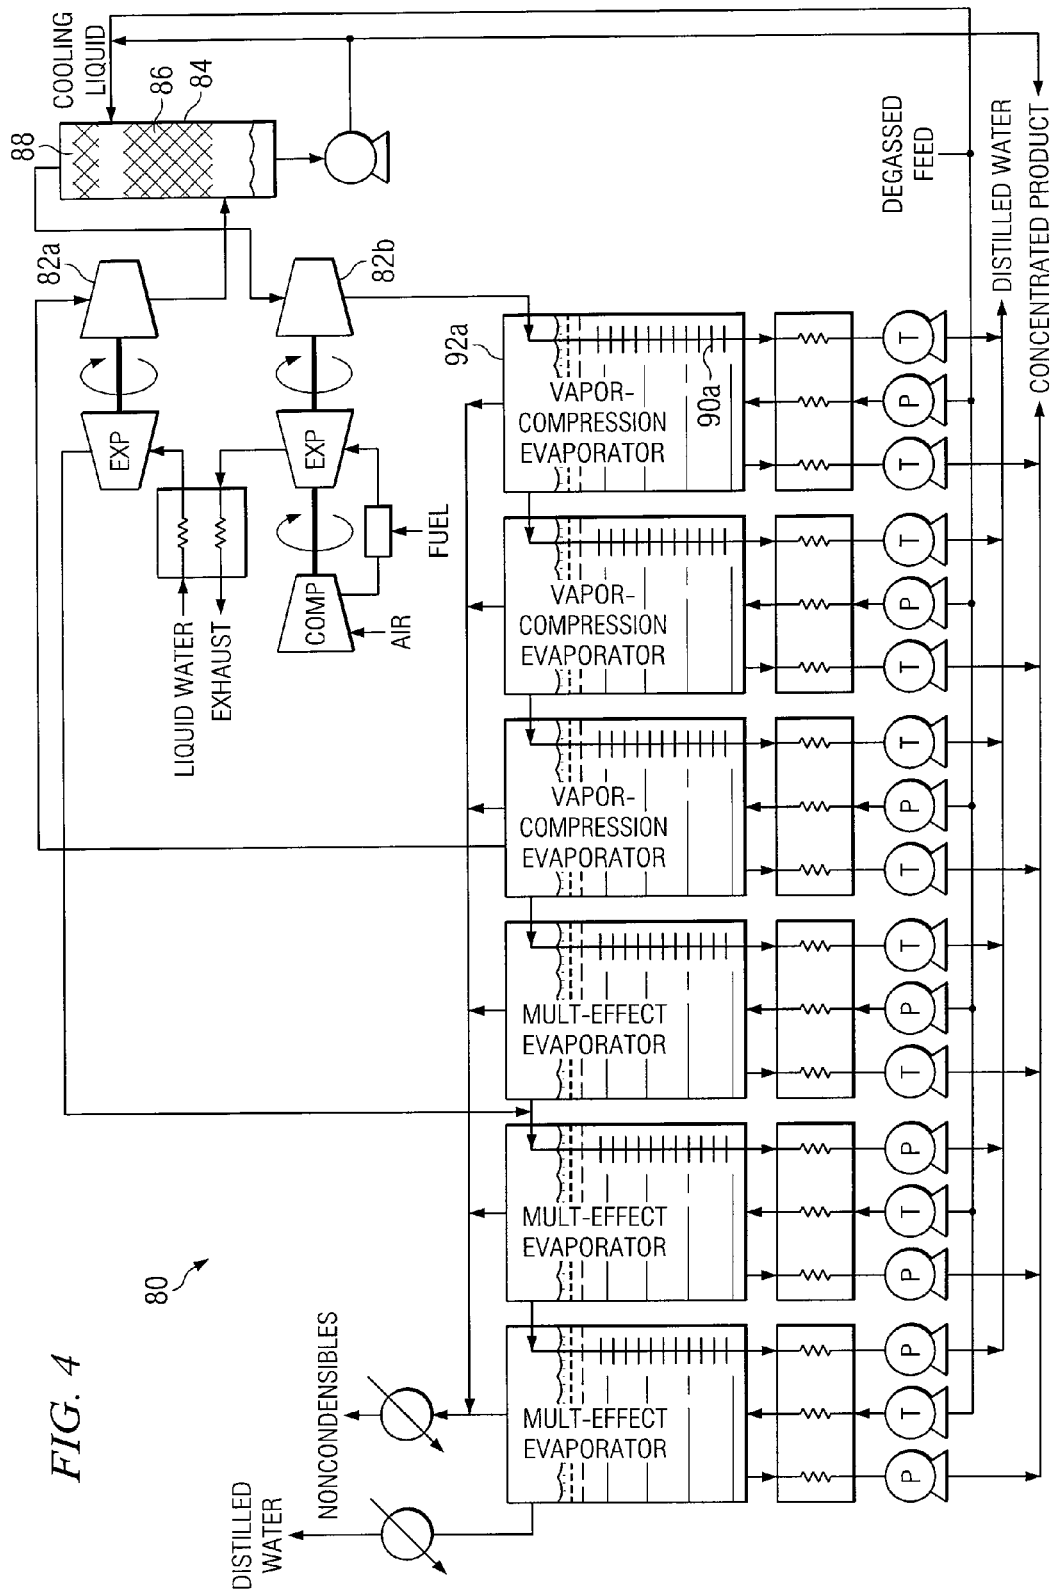 FIG. 4
80
DISTILLED
WATER
NONCONDENSIBLES
LIQUID WATER
EXHAUST
EXP
82a
88
86
84
COOLING
LIQUID
COMP
AIR
FUEL
EXP
82b
92a
MULT-EFFECT
EVAPORATOR
MULT-EFFECT
EVAPORATOR
MULT-EFFECT
EVAPORATOR
VAPOR-
COMPRESSION
EVAPORATOR
VAPOR-
COMPRESSION
EVAPORATOR
VAPOR-
COMPRESSION
EVAPORATOR
90a
P T P P T P T P T T P T T P T T P T
DEGASSED
FEED
DISTILLED WATER
CONCENTRATED PRODUCT